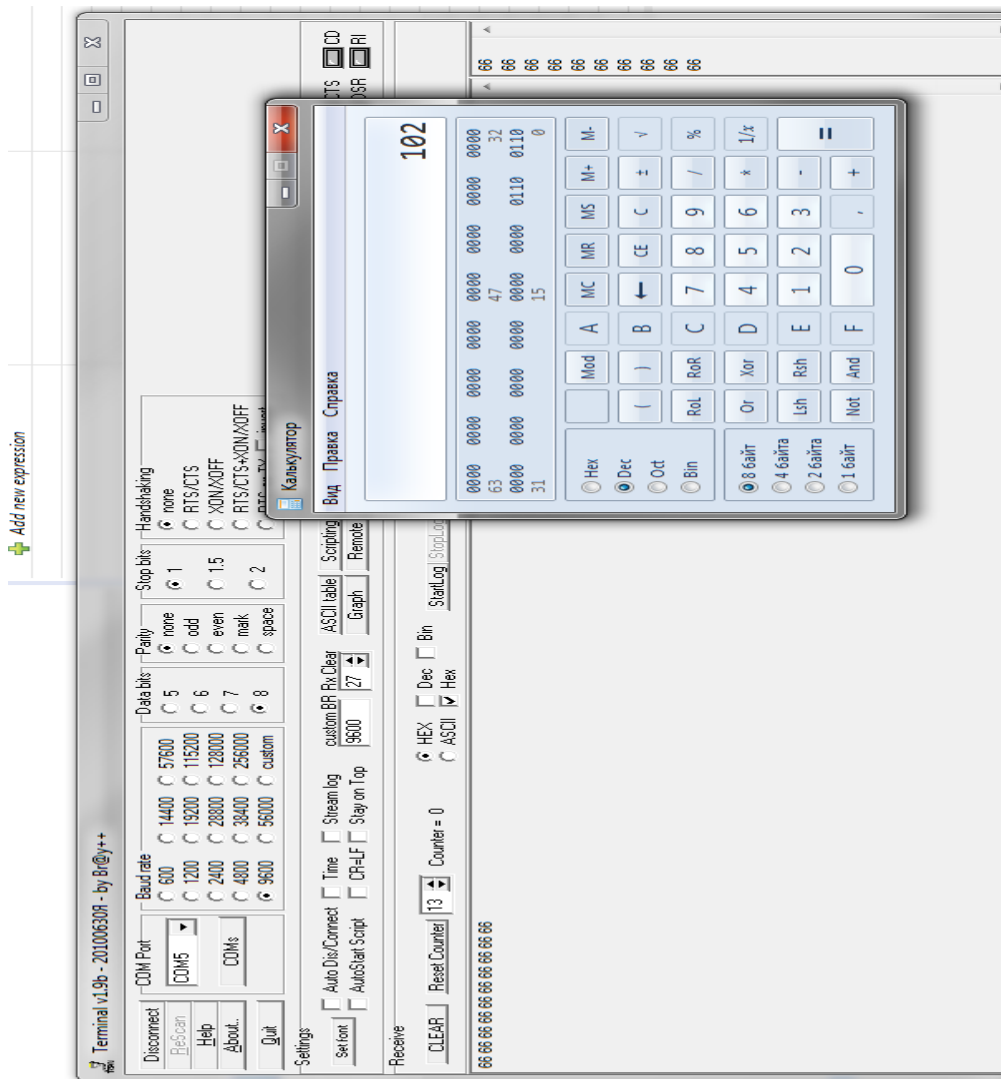 Add new expression
Terminal v1.9b - 20100630Я - by Br@y++
Disconnect
ReScan
Help
About..
Quit
COM Port
COM5
COMs
Baud rate
600 14400 57600
1200 19200 115200
2400 28800 128000
4800 38400 256000
9600 56000 custom
Data bits
5
6
7
8
Parity
none
odd
even
mark
space
Stop bits
1
1.5
2
Handshaking
none
RTS/CTS
XON/XOFF
RTS/CTS+XON/XOFF
Settings
Set font
Auto Dis/Connect Time Stream log
AutoStart Script CR=LF Stay on Top
custom BR Rx Clear
9600 27
ASCII table Scripting
Graph Remote
CTS CD
DSR RI
Receive
CLEAR Reset Counter 13 Counter = 0
HEX Dec Bin
ASCII Hex
StartLog StopLog
66 66 66 66 66 66 66 66 66 66
66
66
66
66
66
66
66
66
66
66
Калькулятор
Вид Правка Справка
102
0000 0000 0000 0000 0000 0000 0000 0000
63 47 32
0000 0000 0000 0000 0000 0000 0110 0110
31 15 0
Hex
Dec
Oct
Bin
8 байт
4 байта
2 байта
1 байт
Mod A MC MR MS M+ M-
( ) B ← CE C ± √
RoL RoR C 7 8 9 / %
Or Xor D 4 5 6 * 1/x
Lsh Rsh E 1 2 3 - =
Not And F 0 , +